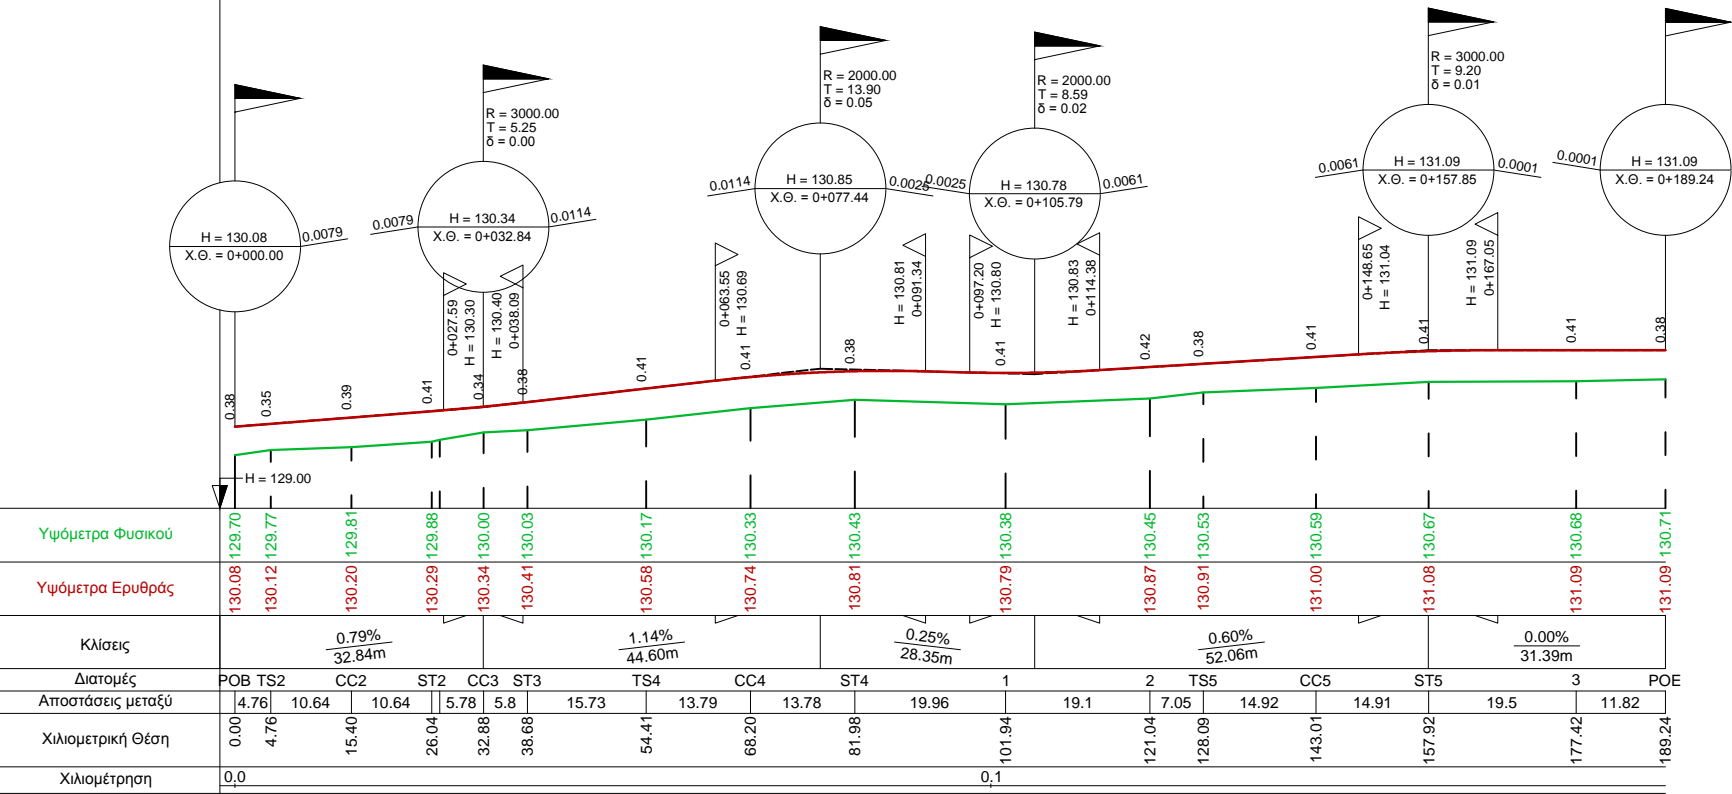 R = 3000.00
T = 5.25
δ = 0.00
R = 2000.00
T = 13.90
δ = 0.05
R = 2000.00
T = 8.59
δ = 0.02
R = 3000.00
T = 9.20
δ = 0.01
H = 130.08
Χ.Θ. = 0+000.00
0.0079
0.0079
H = 130.34
Χ.Θ. = 0+032.84
0.0114
0.0114
H = 130.85
Χ.Θ. = 0+077.44
0.0025
0.0025
H = 130.78
Χ.Θ. = 0+105.79
0.0061
0.0061
H = 131.09
Χ.Θ. = 0+157.85
0.0001
0.0001
H = 131.09
Χ.Θ. = 0+189.24
0+027.59
H = 130.30
H = 130.40
0+038.09
0+063.55
H = 130.69
H = 130.81
0+091.34
0+097.20
H = 130.80
H = 130.83
0+114.38
0+148.65
H = 131.04
H = 131.09
0+167.05
0.38 0.35 0.39 0.41 0.34 0.38 0.41 0.41 0.38 0.41 0.42 0.38 0.41 0.41 0.41 0.38
H = 129.00
Υψόμετρα Φυσικού 129.70 129.77 129.81 129.88 130.00 130.03 130.17 130.33 130.43 130.38 130.45 130.53 130.59 130.67 130.68 130.71
Υψόμετρα Ερυθράς 130.08 130.12 130.20 130.29 130.34 130.41 130.58 130.74 130.81 130.79 130.87 130.91 131.00 131.08 131.09 131.09
Κλίσεις 0.79% 1.14% 0.25% 0.60% 0.00%
32.84m 44.60m 28.35m 52.06m 31.39m
Διατομές POB TS2 CC2 ST2 CC3 ST3 TS4 CC4 ST4 1 2 TS5 CC5 ST5 3 POE
Αποστάσεις μεταξύ 4.76 10.64 10.64 5.78 5.8 15.73 13.79 13.78 19.96 19.1 7.05 14.92 14.91 19.5 11.82
Χιλιομετρική Θέση 0.00 4.76 15.40 26.04 32.88 38.68 54.41 68.20 81.98 101.94 121.04 128.09 143.01 157.92 177.42 189.24
Χιλιομέτρηση 0.0 0.1